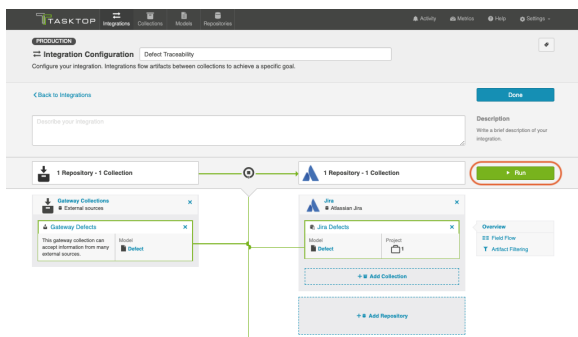 TASKTOP
Integrations
Collections
Models
Repositories
Activity
Metrics
Help
Settings
PRODUCTION
Integration Configuration
Defect Traceability
Configure your integration. Integrations flow artifacts between collections to achieve a specific goal.
Back to Integrations
Done
Describe your integration
Description
Write a brief description of your
integration.
1 Repository - 1 Collection
1 Repository - 1 Collection
Run
Gateway Collections
External sources
Gateway Defects
This gateway collection can
accept information from many
external sources.
Model
Defect
Jira
Atlassian Jira
Jira Defects
Model
Defect
Project
1
+ Add Collection
+ Add Repository
Overview
Field Flow
Artifact Filtering